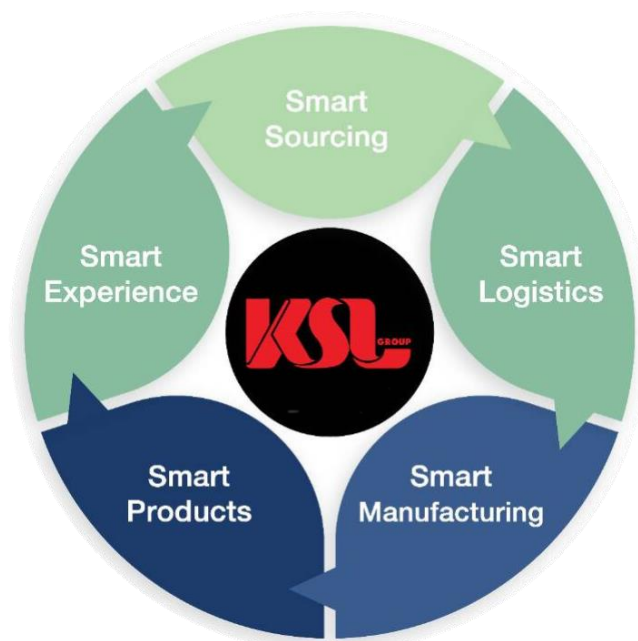 Smart
Sourcing
Smart
Logistics
Smart
Manufacturing
Smart
Products
Smart
Experience
KSL
GROUP